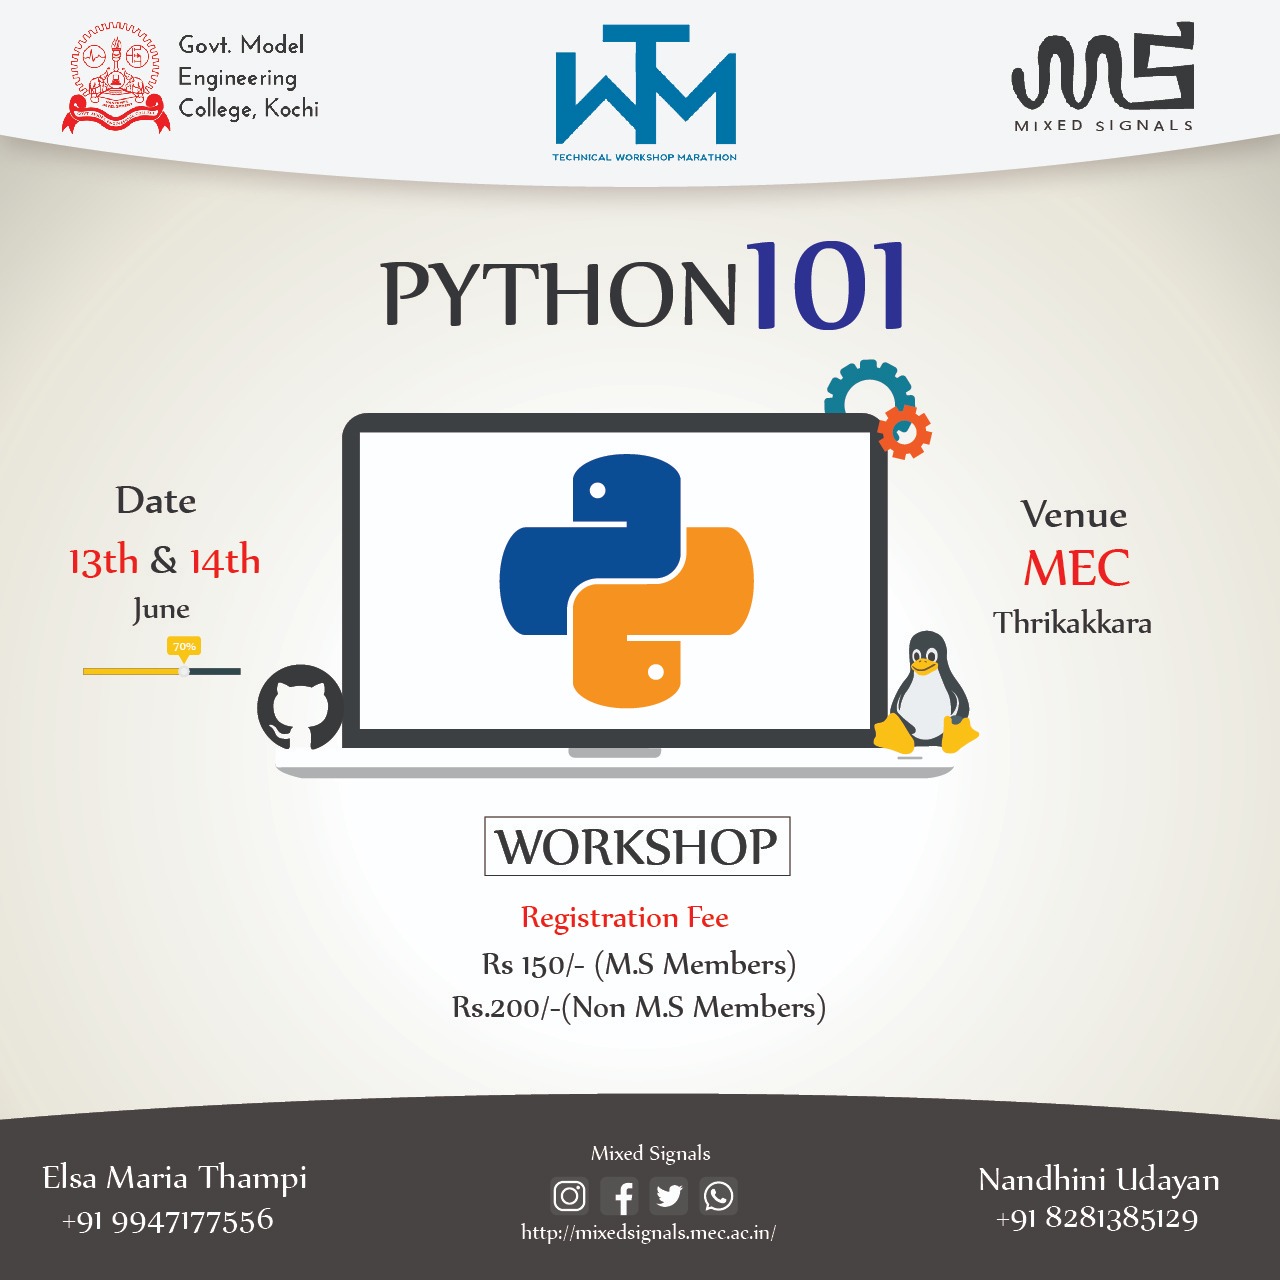 Govt. Model
Engineering
College, Kochi
WTM
TECHNICAL WORKSHOP MARATHON
MS
MIXED SIGNALS
PYTHON101
Date
13th & 14th
June
70%
Venue
MEC
Thrikakkara
WORKSHOP
Registration Fee
Rs 150/- (M.S Members)
Rs.200/-(Non M.S Members)
Elsa Maria Thampi
+91 9947177556
Mixed Signals
http://mixedsignals.mec.ac.in/
Nandhini Udayan
+91 8281385129